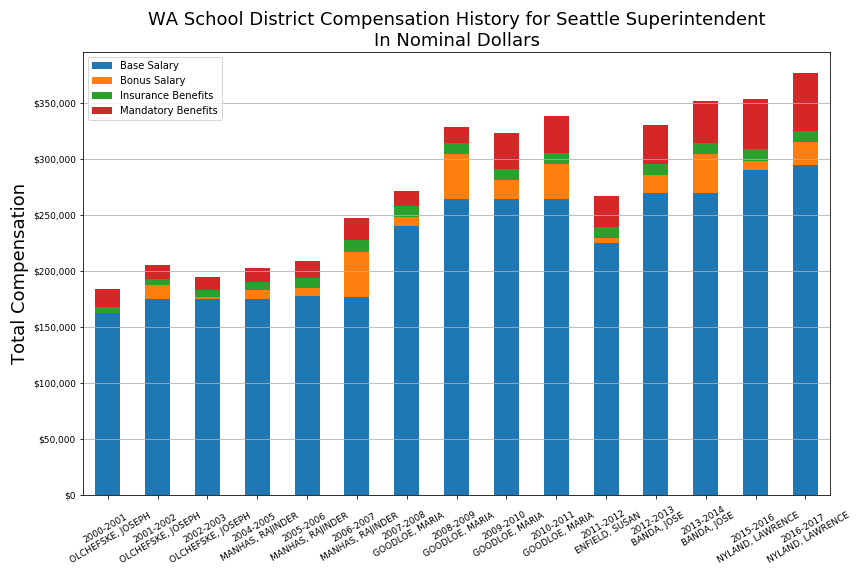 WA School District Compensation History for Seattle Superintendent
In Nominal Dollars
Base Salary
Bonus Salary
Insurance Benefits
Mandatory Benefits
Total Compensation
$350,000
$300,000
$250,000
$200,000
$150,000
$100,000
$50,000
$0
2000-2001
OLCHEFSKE, JOSEPH
2001-2002
OLCHEFSKE, JOSEPH
2002-2003
OLCHEFSKE, JOSEPH
2004-2005
MANHAS, RAJINDER
2005-2006
MANHAS, RAJINDER
2006-2007
MANHAS, RAJINDER
2007-2008
GOODLOE, MARIA
2008-2009
GOODLOE, MARIA
2009-2010
GOODLOE, MARIA
2010-2011
GOODLOE, MARIA
2011-2012
ENFIELD, SUSAN
2012-2013
BANDA, JOSE
2013-2014
BANDA, JOSE
2015-2016
NYLAND, LAWRENCE
2016-2017
NYLAND, LAWRENCE